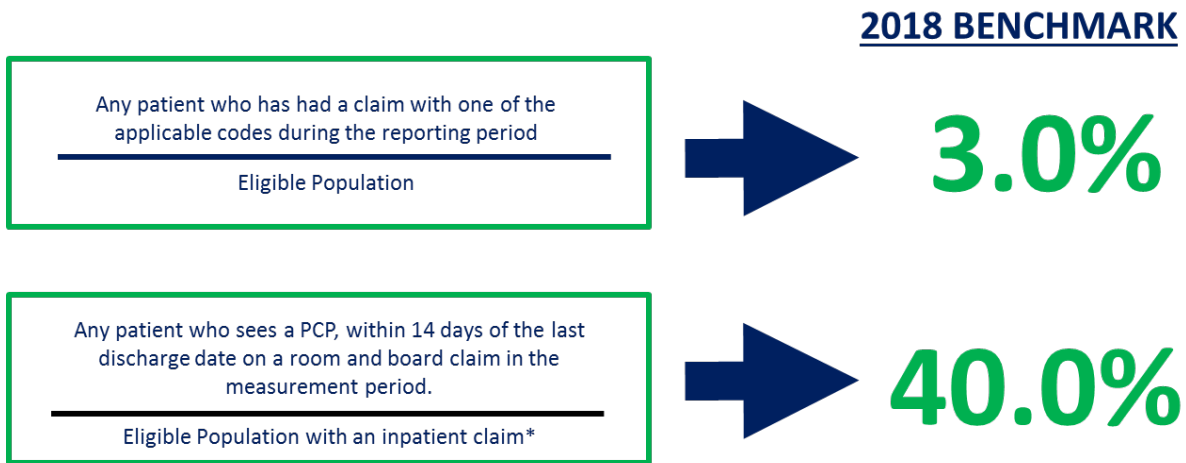 2018 BENCHMARK
Any patient who has had a claim with one of the
applicable codes during the reporting period
Eligible Population
3.0%
Any patient who sees a PCP, within 14 days of the last
discharge date on a room and board claim in the
measurement period.
Eligible Population with an inpatient claim*
40.0%